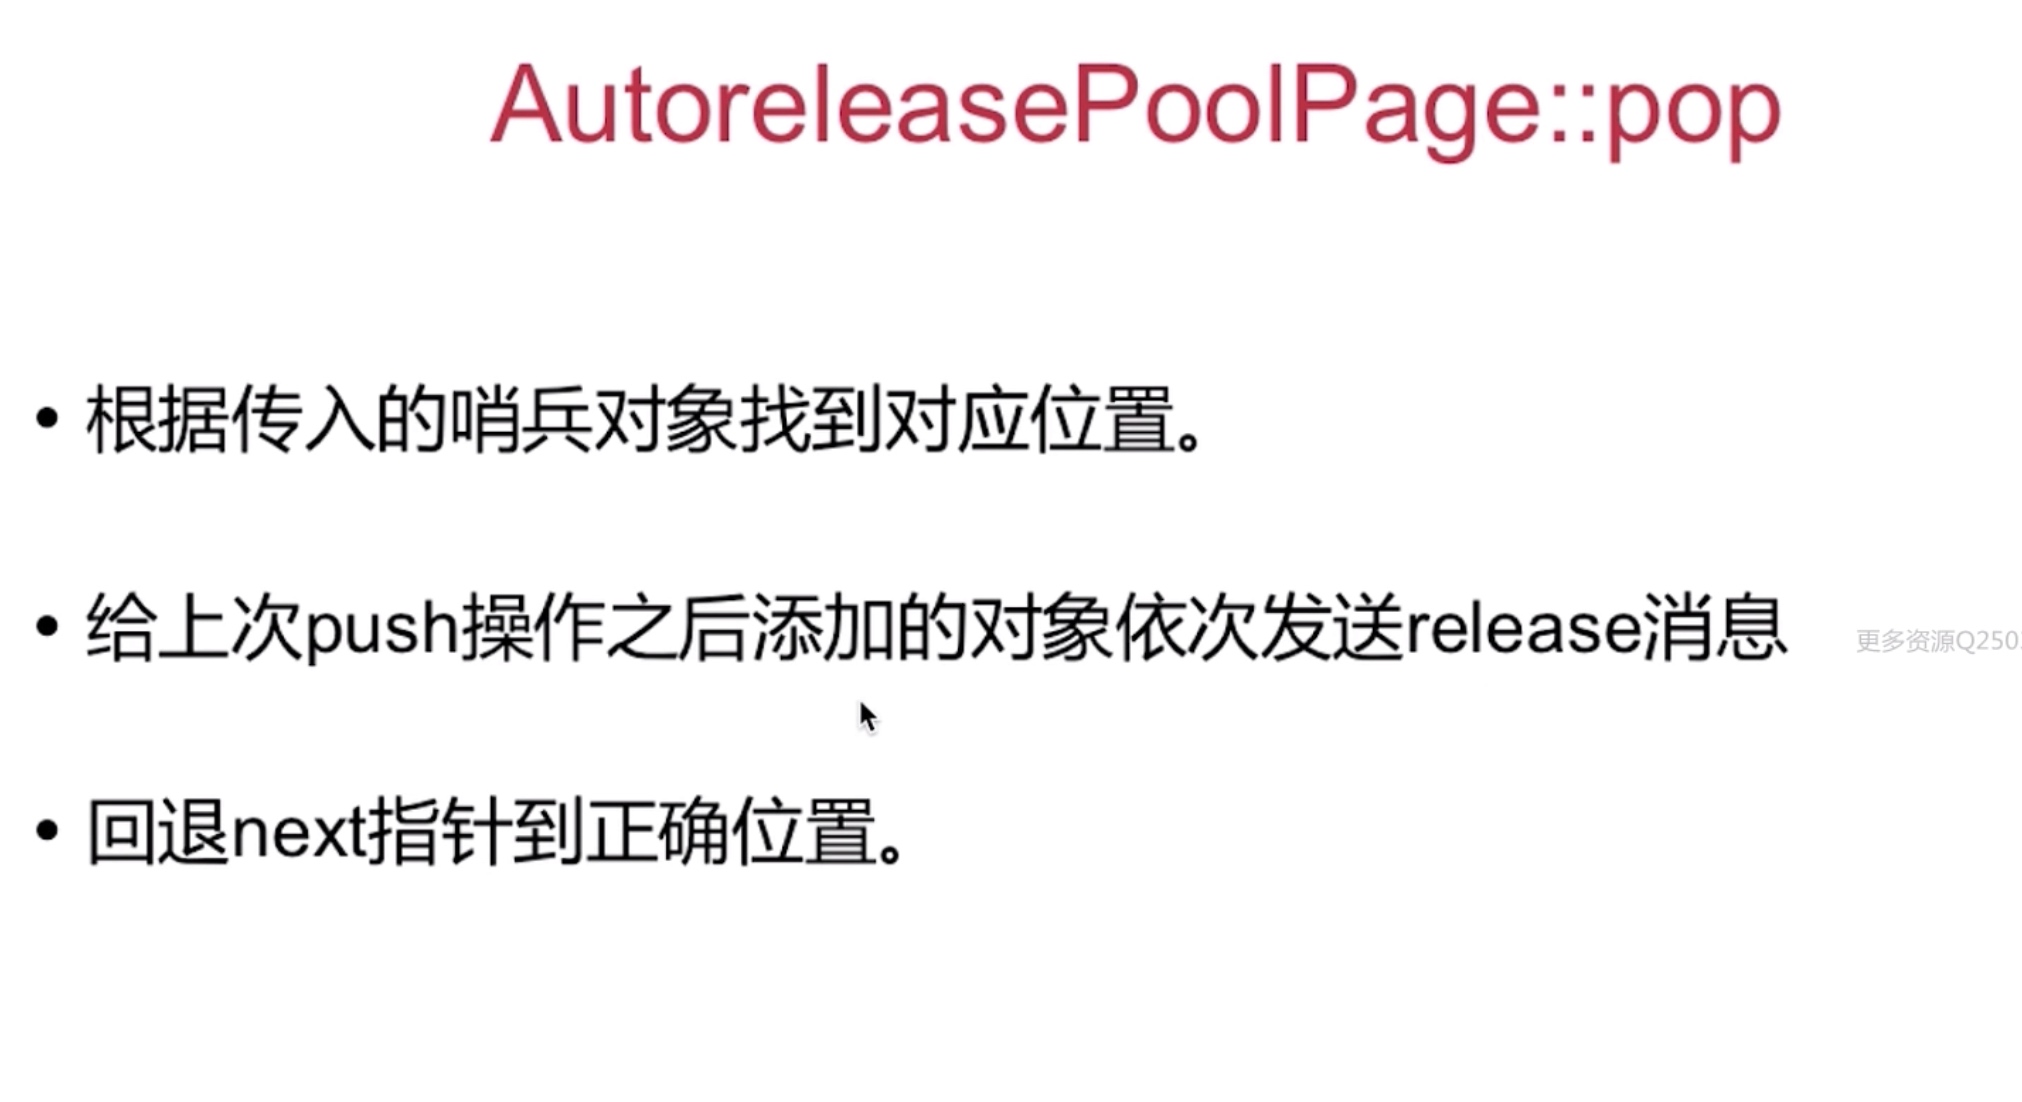 AutoreleasePoolPage::pop
• 根据传入的哨兵对象找到对应位置。
• 给上次push操作之后添加的对象依次发送release消息
更多资源Q250
• 回退next指针到正确位置。